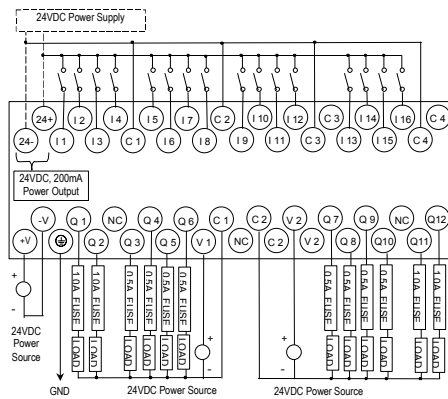 24VDC Power Supply
24+ I 2 I 4 I 5 I 7 C 2 I 10 I 12 C 3 I 14 I 16 C 4
24- I 1 I 3 C 1 I 6 I 8 I 9 I 11 C 3 I 13 I 15 C 4
24VDC, 200mA
Power Output
-V Q 1 NC Q 4 Q 6 C 1 C 2 V 2 Q 7 Q 9 NC Q12
+V Q 2 Q 3 Q 5 V 1 NC C 2 V 2 Q 8 Q10 Q11
+ 1.0A FUSE 1.0A FUSE 0.5A FUSE 0.5A FUSE 0.5A FUSE 0.5A FUSE + + 0.5A FUSE 0.5A FUSE 0.5A FUSE 0.5A FUSE 1.0A FUSE 1.0A FUSE
- LOAD LOAD LOAD LOAD LOAD LOAD - - LOAD LOAD LOAD LOAD LOAD LOAD
24VDC
Power
Source
GND
24VDC Power Source
24VDC Power Source